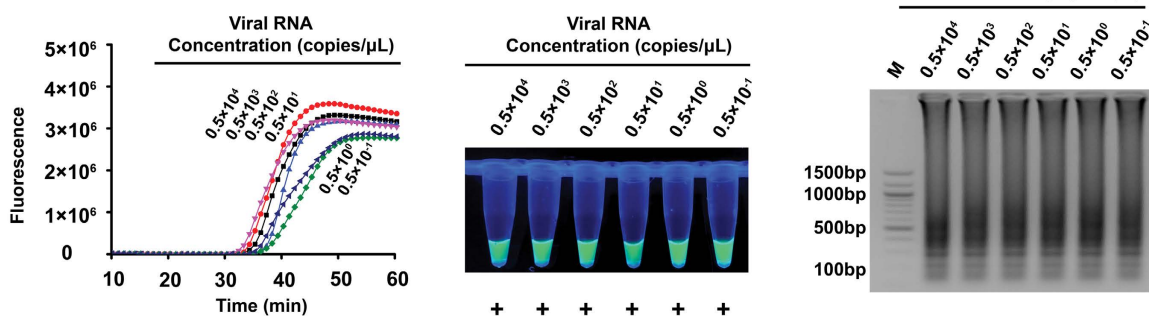 Viral RNA
Concentration (copies/µL)
5×10⁶
4×10⁶
3×10⁶
2×10⁶
1×10⁶
0
Fluorescence
0.5×10⁴
0.5×10³
0.5×10²
0.5×10¹
0.5×10⁰
0.5×10⁻¹
10 20 30 40 50 60
Time (min)
Viral RNA
Concentration (copies/µL)
0.5×10⁴
0.5×10³
0.5×10²
0.5×10¹
0.5×10⁰
0.5×10⁻¹
+ + + + + +
M
0.5×10⁴
0.5×10³
0.5×10²
0.5×10¹
0.5×10⁰
0.5×10⁻¹
1500bp
1000bp
500bp
100bp